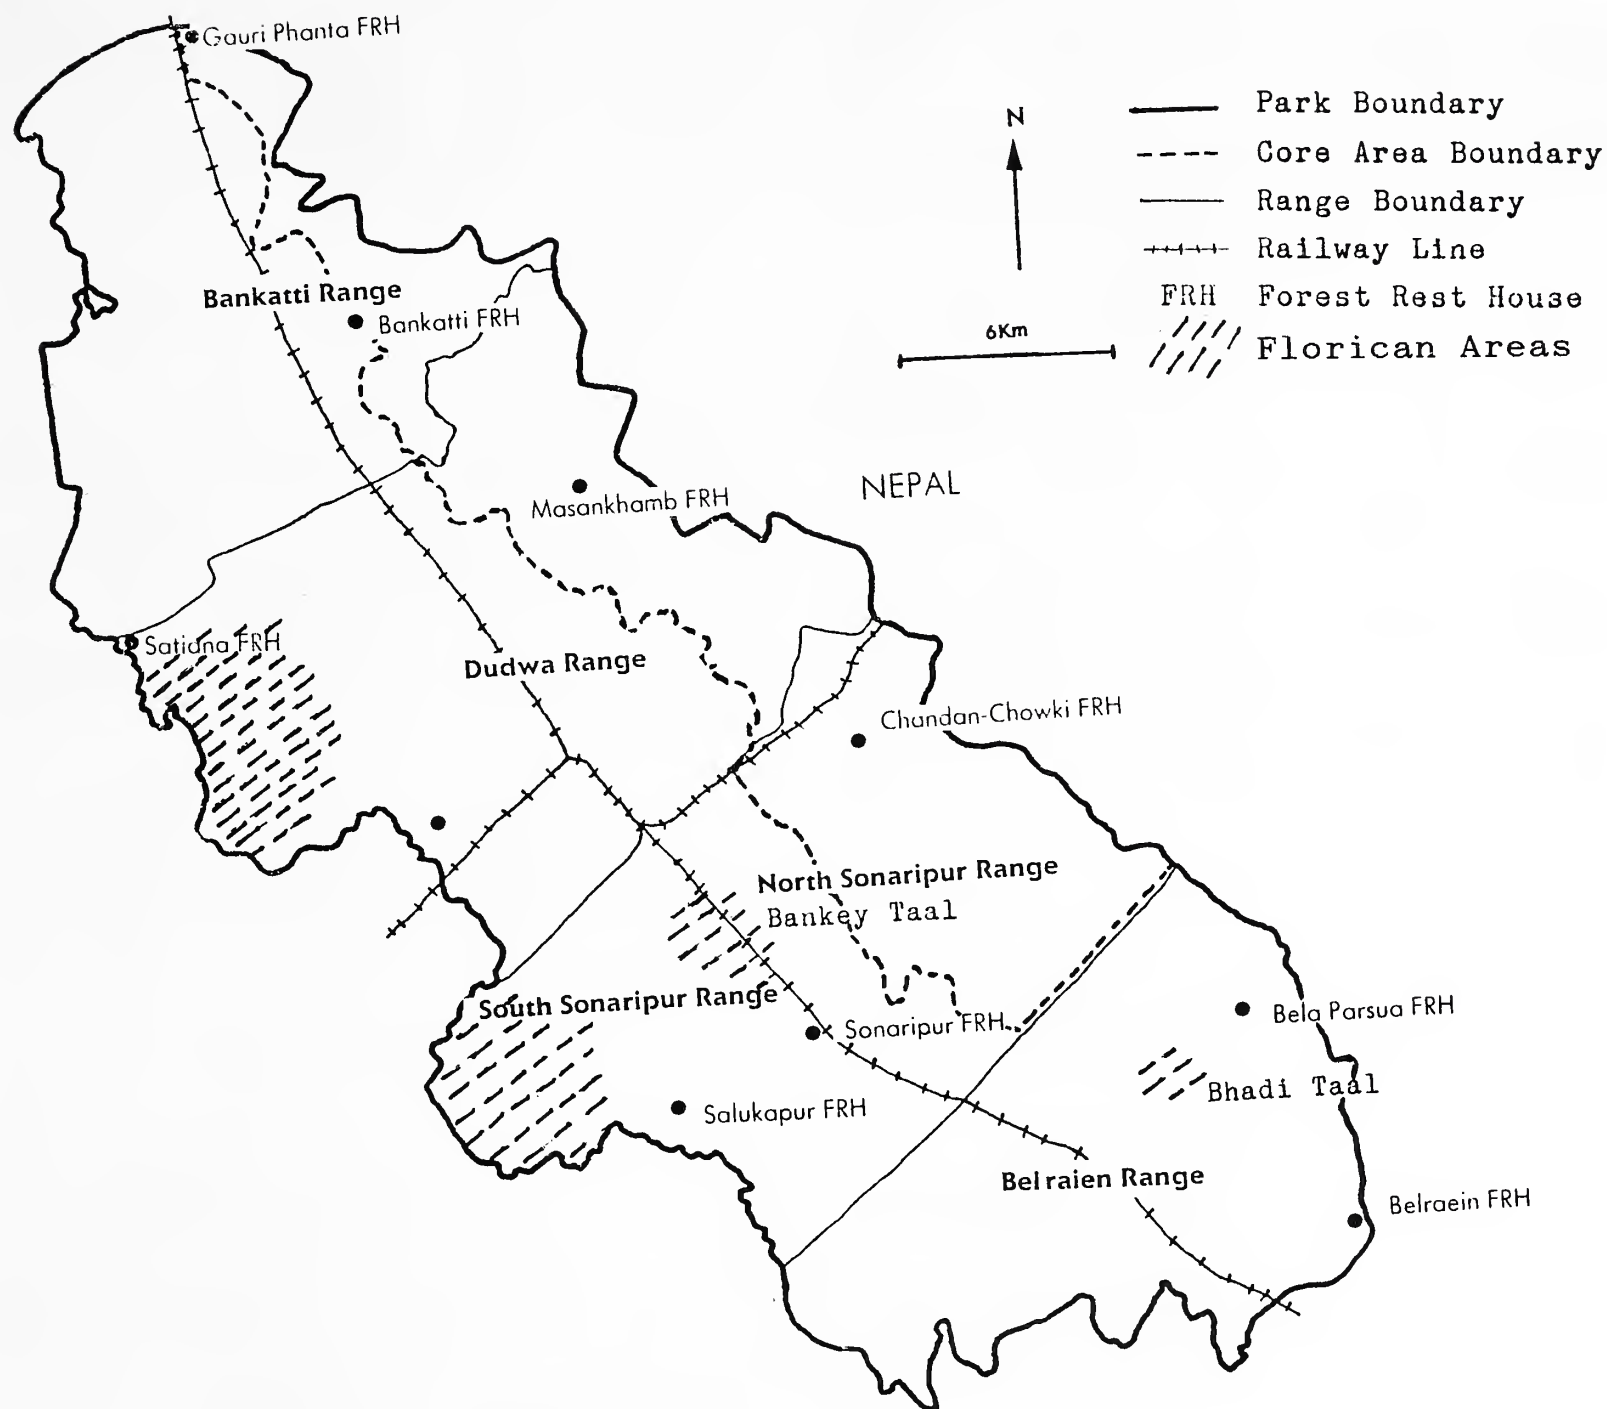 Gauri Phanta FRH
Park Boundary
N
Core Area Boundary
Range Boundary
Railway Line
Bankatti Range
FRH Forest Rest House
Bankatti FRH
6Km
Florican Areas
NEPAL
Masankhamb FRH
Satiana FRH
Dudwa Range
Chandan-Chowki FRH
North Sonaripur Range
Bankey Taal
South Sonaripur Range
Bela Parsua FRH
Sonaripur FRH
Bhadi Taal
Salukapur FRH
Belraien Range
Belraein FRH